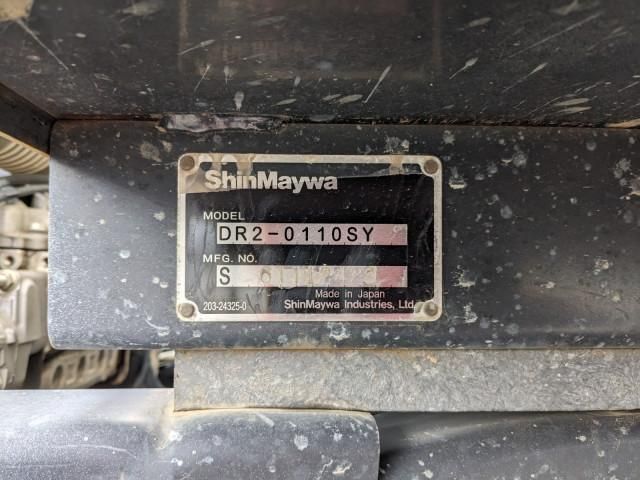 ShinMaywa
MODEL
DR2-0110SY
MFG. NO.
S
Made in Japan
203-24325-0
ShinMaywa Industries, Ltd.